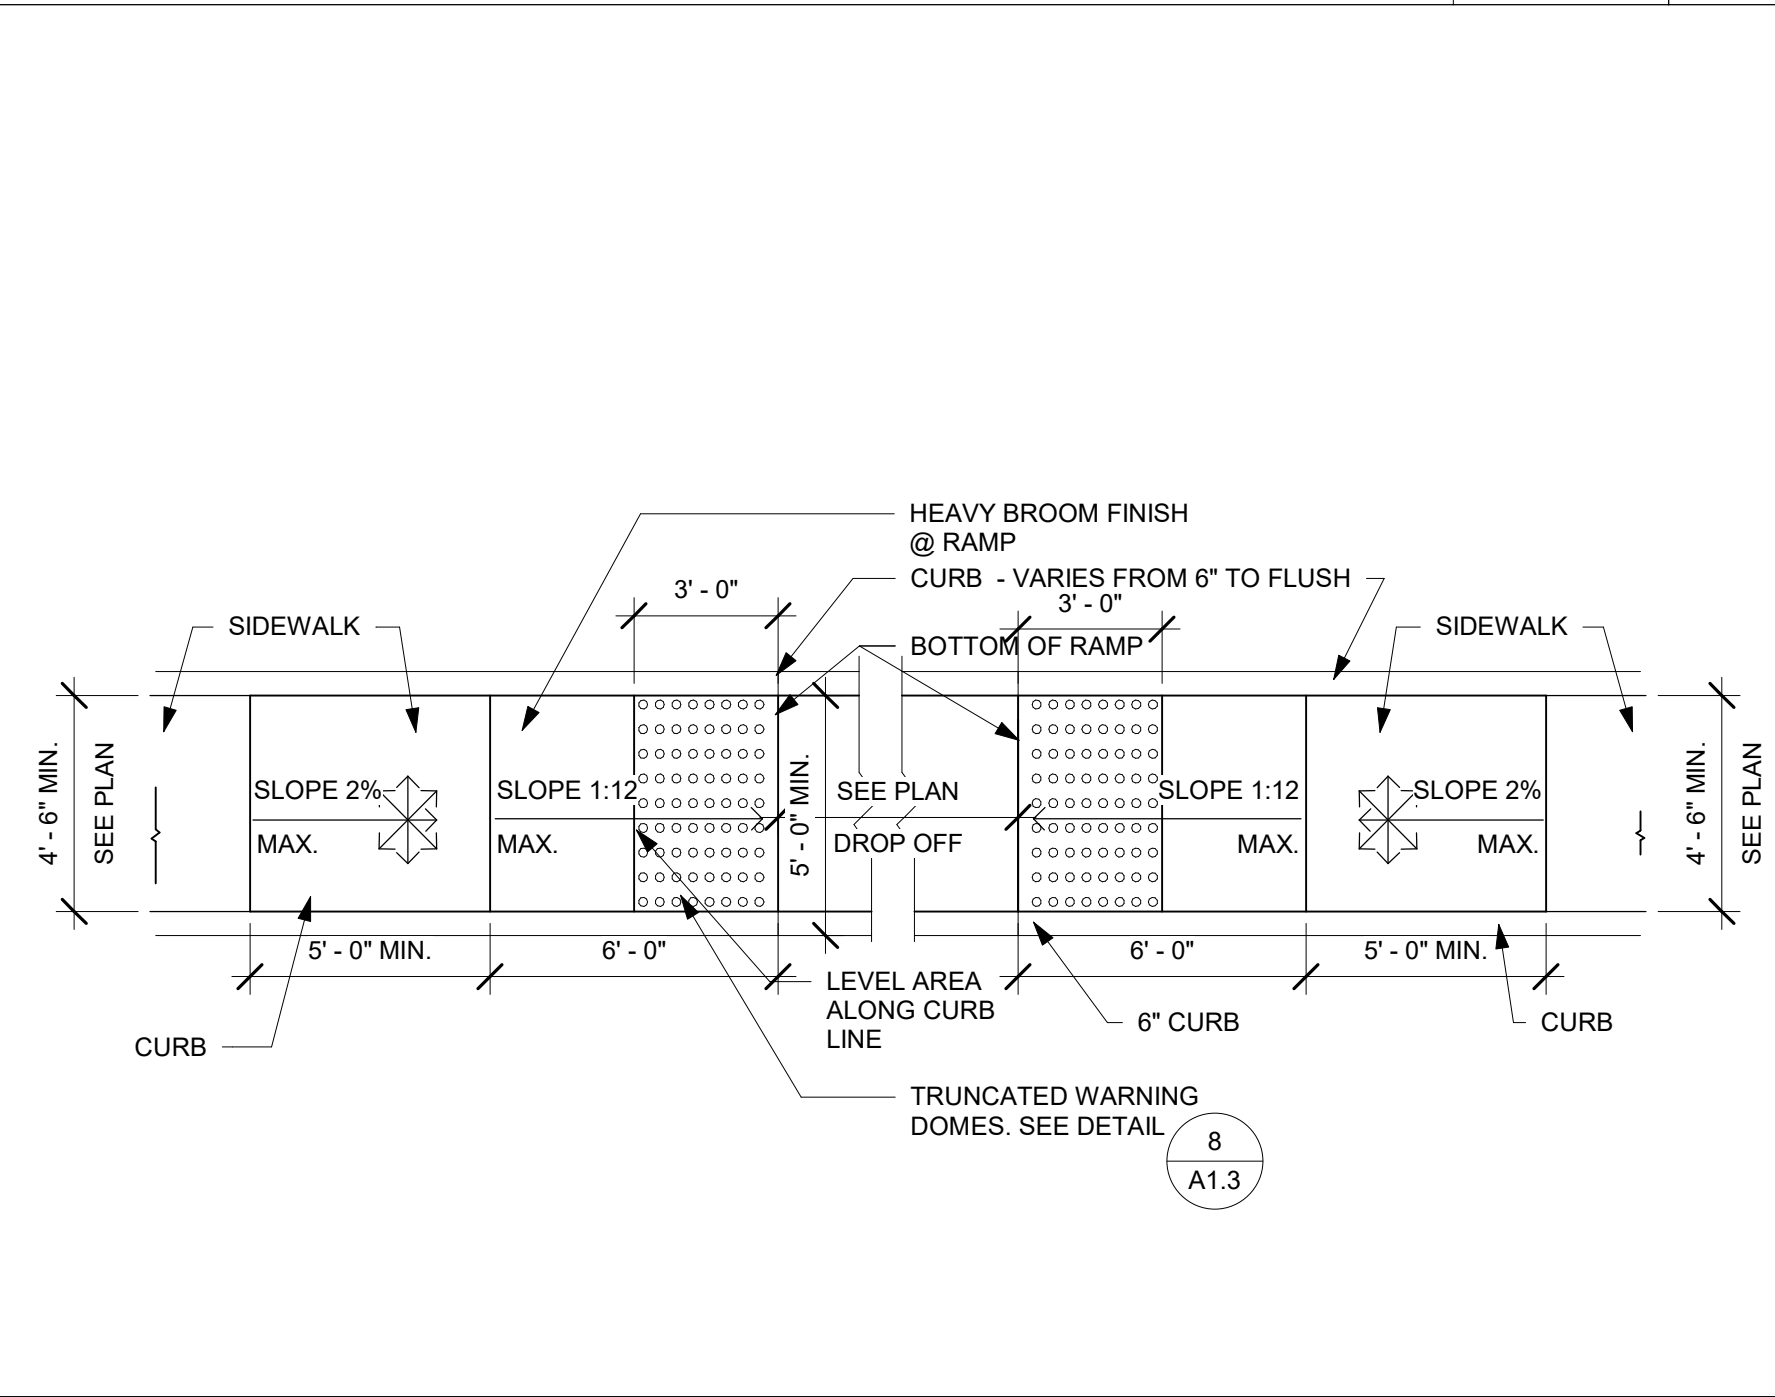 HEAVY BROOM FINISH
@ RAMP
CURB - VARIES FROM 6" TO FLUSH
3' - 0"
3' - 0"
SIDEWALK
BOTTOM OF RAMP
SIDEWALK
4' - 6" MIN.
SEE PLAN
SLOPE 2%
MAX.
SLOPE 1:12
MAX.
5' - 0" MIN.
SEE PLAN
DROP OFF
SLOPE 1:12
MAX.
SLOPE 2%
MAX.
4' - 6" MIN.
SEE PLAN
5' - 0" MIN.
6' - 0"
6' - 0"
5' - 0" MIN.
LEVEL AREA
ALONG CURB
LINE
6" CURB
CURB
CURB
TRUNCATED WARNING
DOMES. SEE DETAIL
8
A1.3